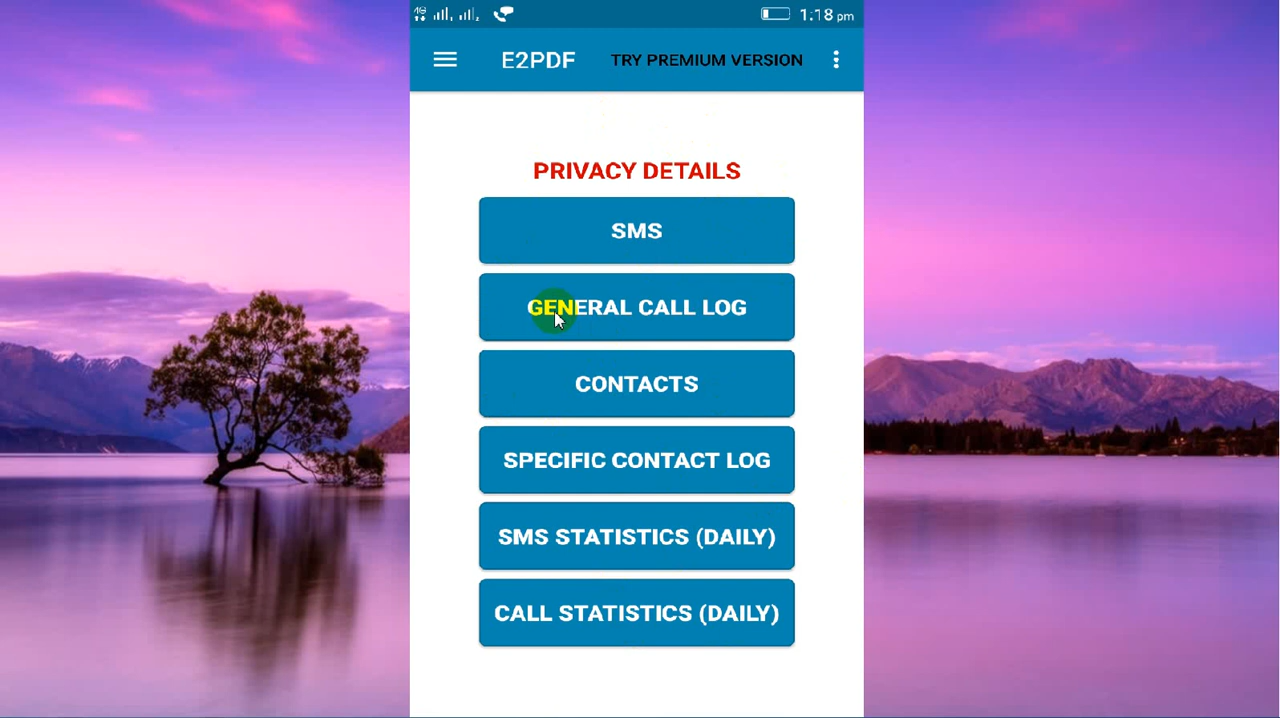 4G 1:18 pm
E2PDF TRY PREMIUM VERSION
PRIVACY DETAILS
SMS
GENERAL CALL LOG
CONTACTS
SPECIFIC CONTACT LOG
SMS STATISTICS (DAILY)
CALL STATISTICS (DAILY)